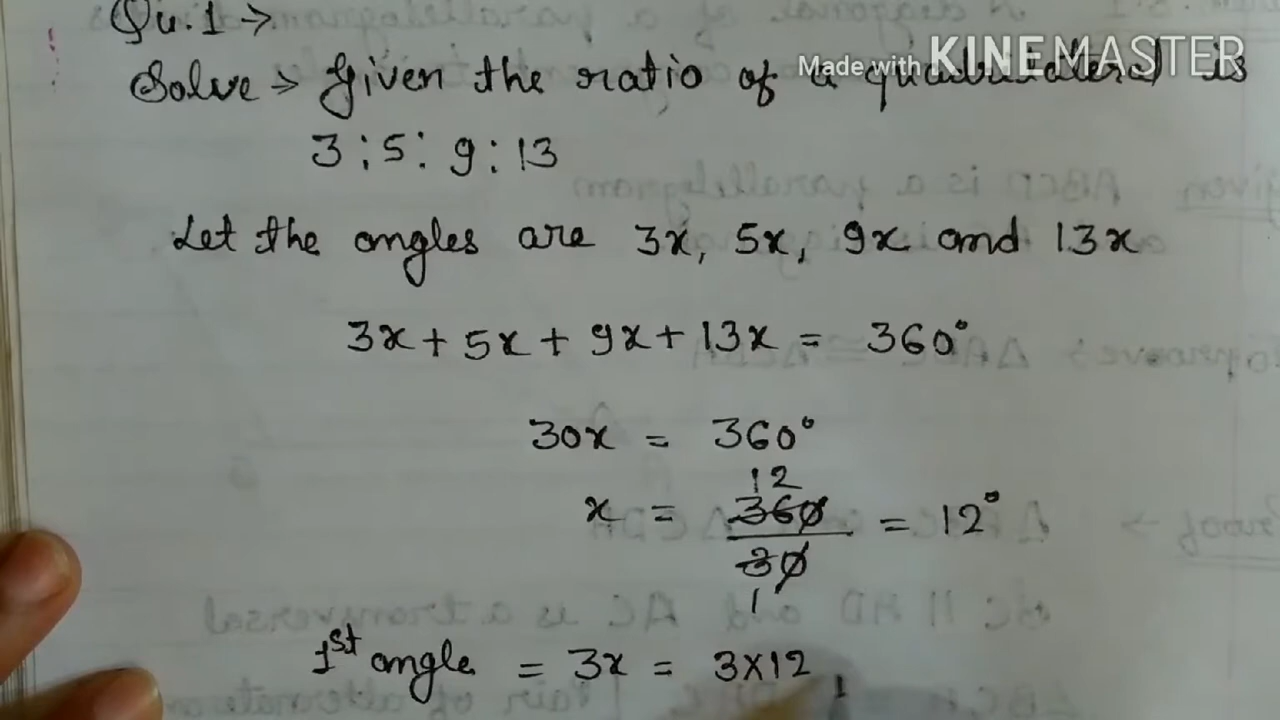 Qu.1 →
Made with KINEMASTER
Solve → Given the ratio of a quadrilateral is
3 : 5 : 9 : 13
Let the angles are 3x, 5x, 9x and 13x
3x + 5x + 9x + 13x = 360°
30x = 360°
12
x = 360/30 = 12°
1
1st angle = 3x = 3×12